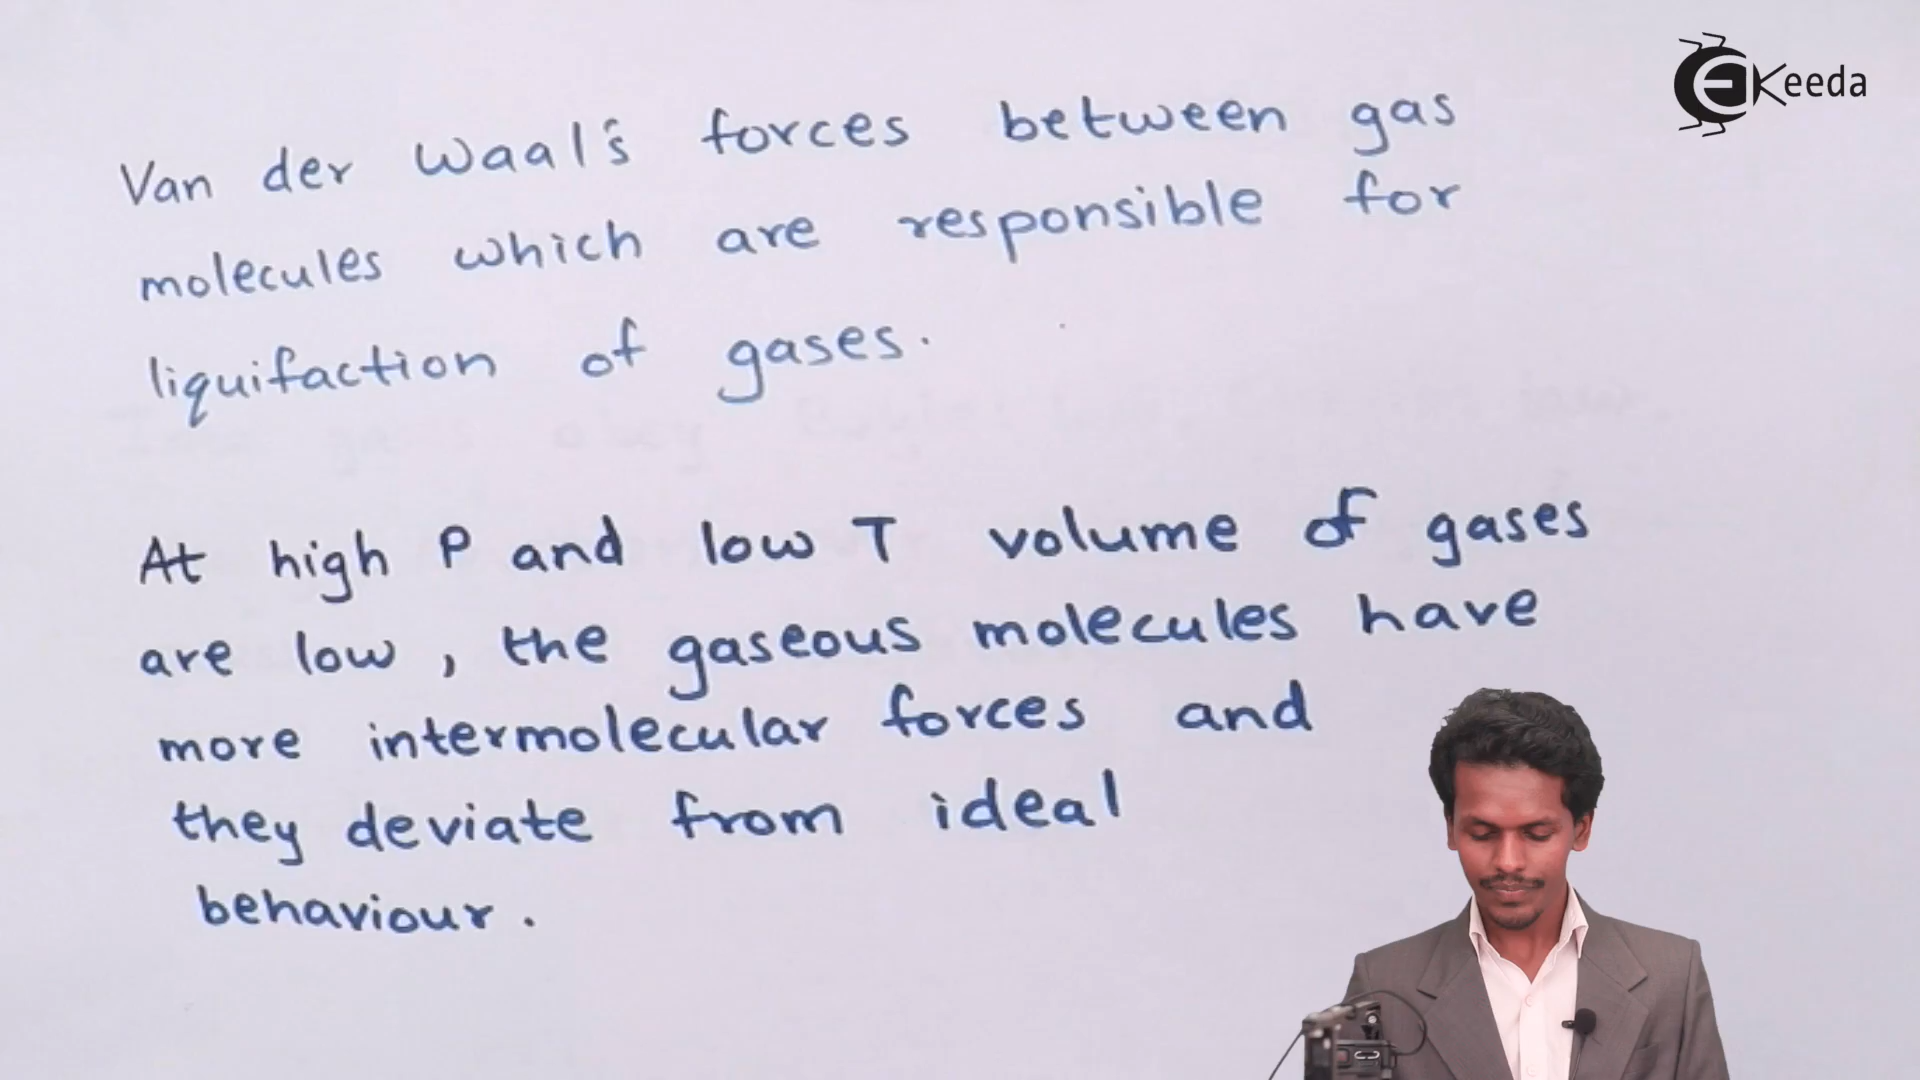 EKeeda
Van der Waal's forces between gas
molecules which are responsible for
liquifaction of gases.
At high P and low T volume of gases
are low, the gaseous molecules have
more intermolecular forces and
they deviate from ideal
behaviour.